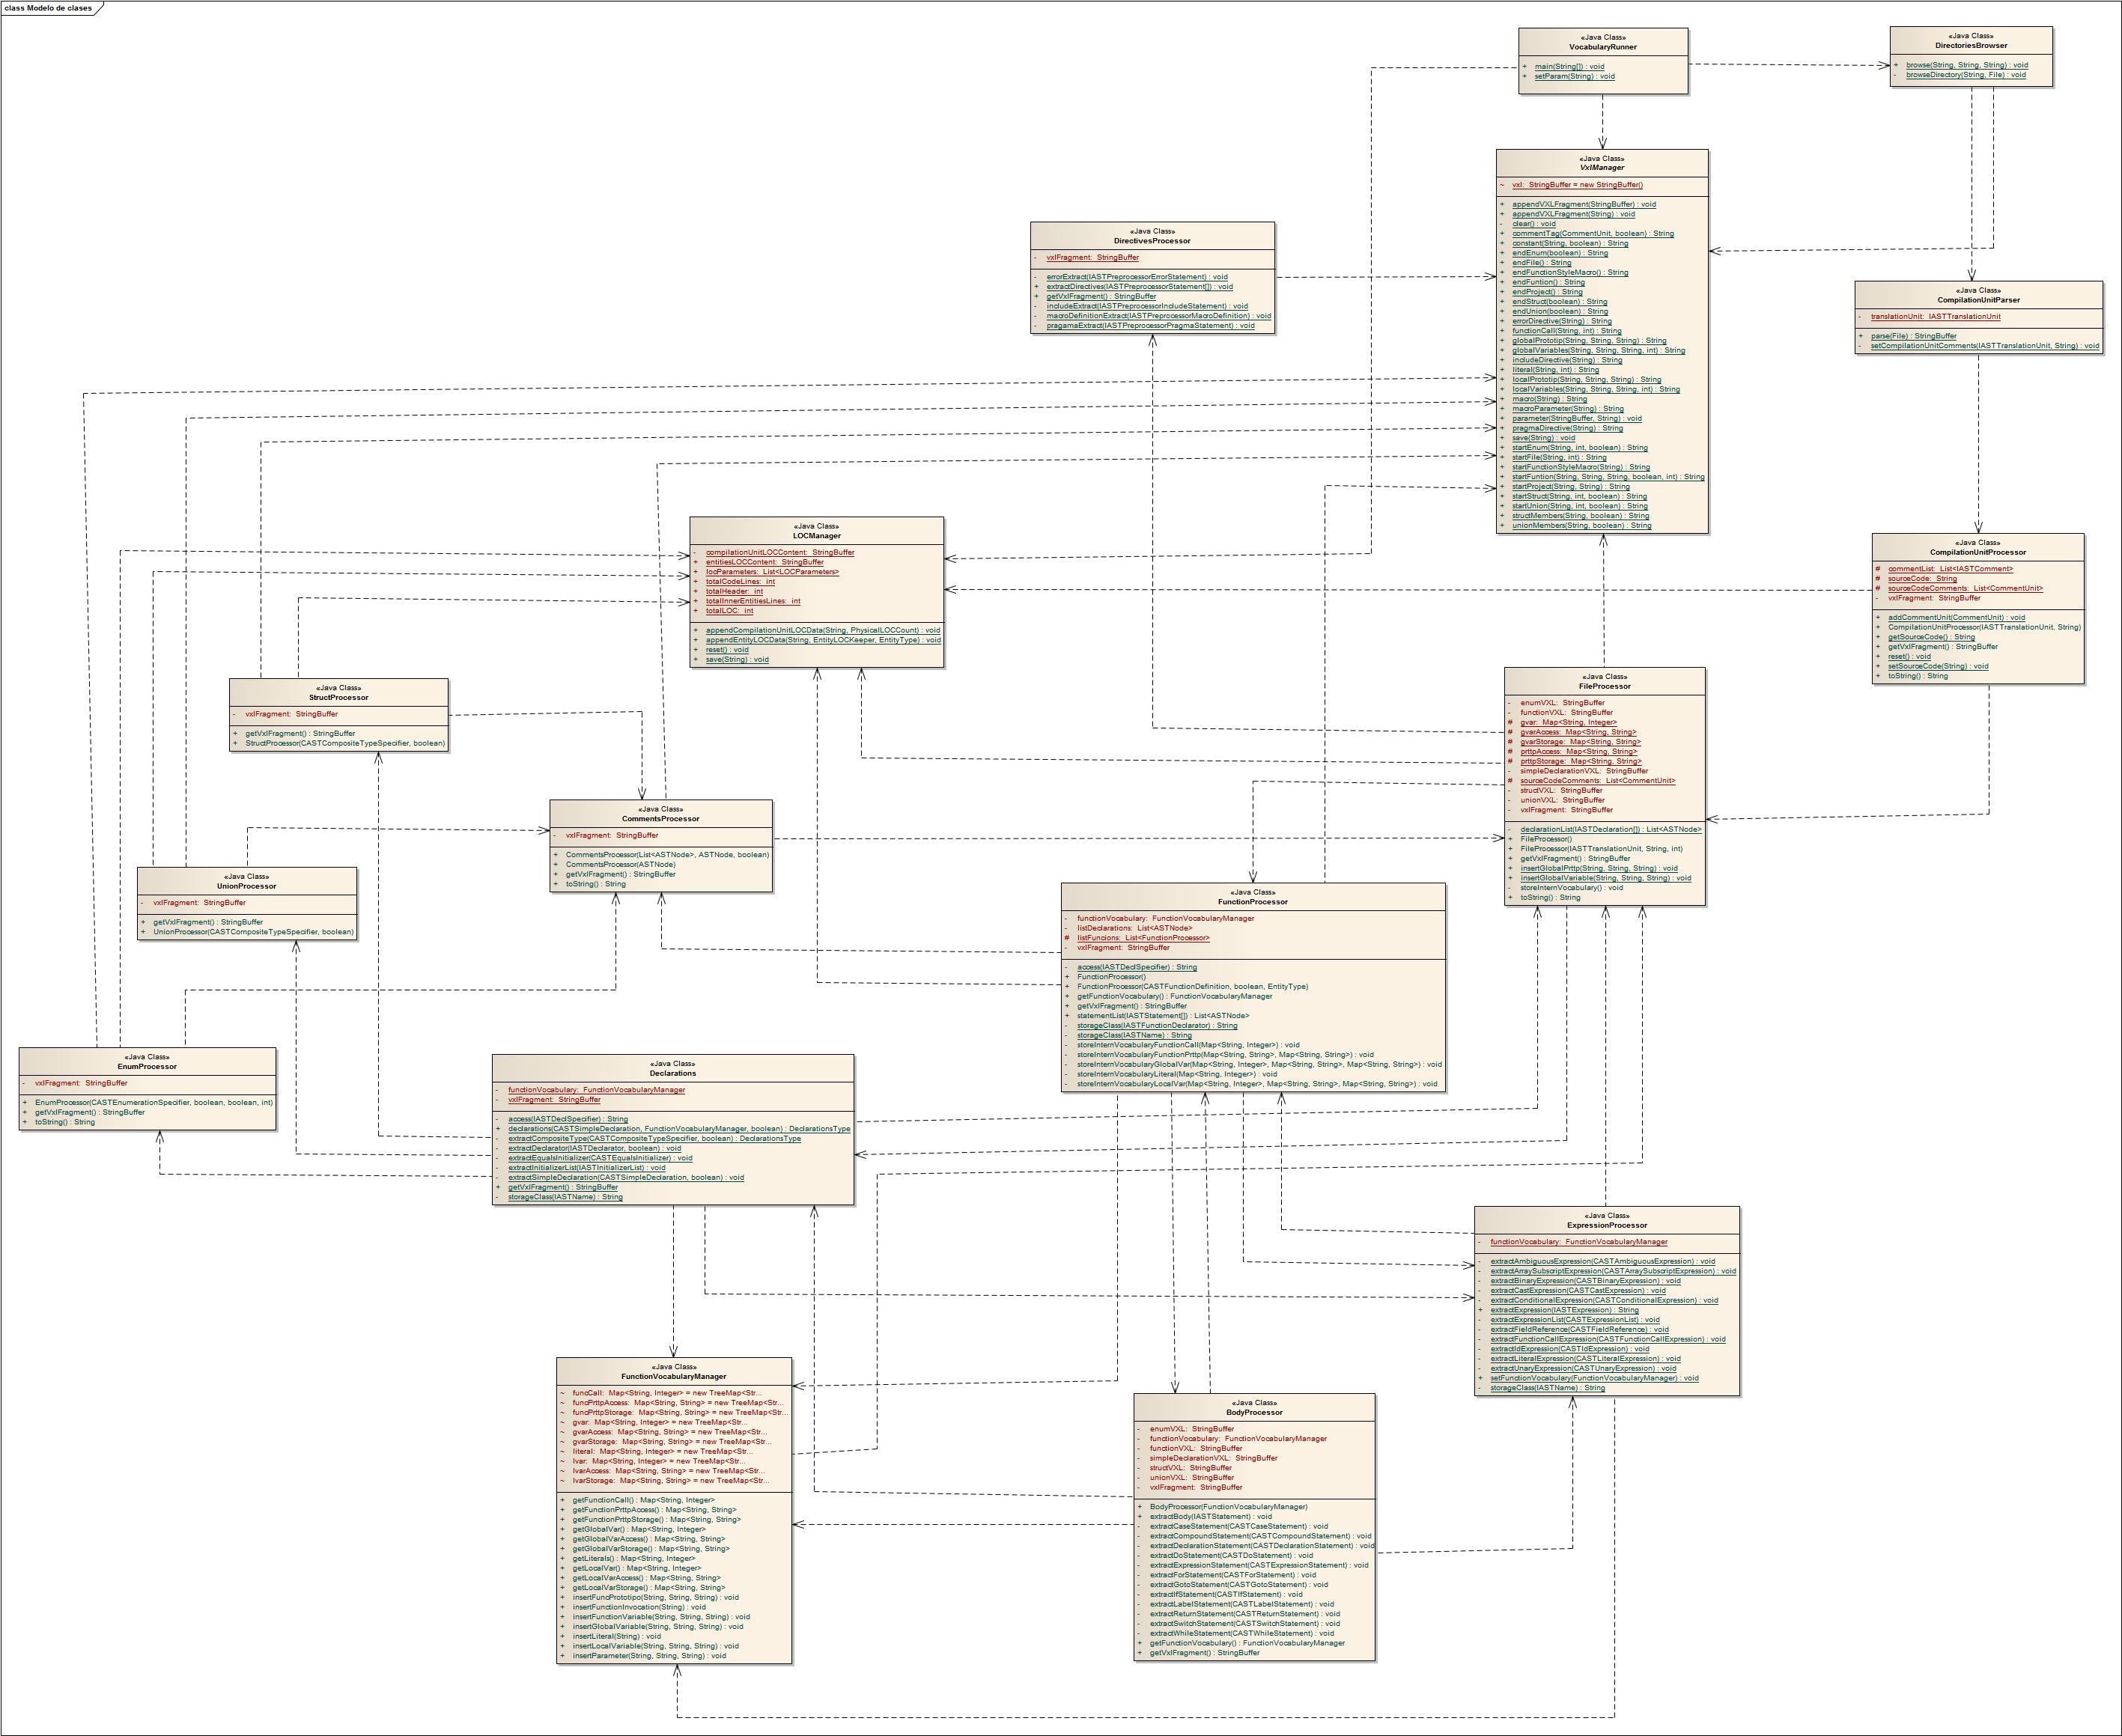 class Modelo de clases
«Java Class»
VocabularyRunner
+ main(String[]) : void
+ setParam(String) : void
«Java Class»
DirectoriesBrowser
+ browse(String, String, String) : void
- browseDirectory(String, File) : void
«Java Class»
VxlManager
~ vxl: StringBuffer = new StringBuffer()
+ appendVXLFragment(StringBuffer) : void
+ appendVXLFragment(String) : void
- clear() : void
+ commentTag(CommentUnit, boolean) : String
+ constant(String, boolean) : String
+ endEnum(boolean) : String
+ endFile() : String
+ endFunctionStyleMacro() : String
+ endFuntion() : String
+ endProject() : String
+ endStruct(boolean) : String
+ endUnion(boolean) : String
+ errorDirective(String) : String
+ functionCall(String, int) : String
+ globalPrototip(String, String, String) : String
+ globalVariables(String, String, String, int) : String
+ includeDirective(String) : String
+ literal(String, int) : String
+ localPrototip(String, String, String) : String
+ localVariables(String, String, String, int) : String
+ macro(String) : String
+ macroParameter(String) : String
+ parameter(StringBuffer, String) : void
+ pragmaDirective(String) : String
+ save(String) : void
+ startEnum(String, int, boolean) : String
+ startFile(String, int) : String
+ startFunctionStyleMacro(String) : String
+ startFuntion(String, String, String, boolean, int) : String
+ startProject(String, String) : String
+ startStruct(String, int, boolean) : String
+ startUnion(String, int, boolean) : String
+ structMembers(String, boolean) : String
+ unionMembers(String, boolean) : String
«Java Class»
DirectivesProcessor
- vxlFragment: StringBuffer
- errorExtract(IASTPreprocessorErrorStatement) : void
+ extractDirectives(IASTPreprocessorStatement[]) : void
+ getVxlFragment() : StringBuffer
- includeExtract(IASTPreprocessorIncludeStatement) : void
- macroDefinitionExtract(IASTPreprocessorMacroDefinition) : void
- pragamaExtract(IASTPreprocessorPragmaStatement) : void
«Java Class»
CompilationUnitParser
- translationUnit: IASTTranslationUnit
+ parse(File) : StringBuffer
- setCompilationUnitComments(IASTTranslationUnit, String) : void
«Java Class»
LOCManager
- compilationUnitLOCContent: StringBuffer
+ entitiesLOCContent: StringBuffer
+ locParameters: List<LOCParameters>
+ totalCodeLines: int
+ totalHeader: int
+ totalInnerEntitiesLines: int
+ totalLOC: int
+ appendCompilationUnitLOCData(String, PhysicalLOCCount) : void
+ appendEntityLOCData(String, EntityLOCKeeper, EntityType) : void
+ reset() : void
+ save(String) : void
«Java Class»
CompilationUnitProcessor
# commentList: List<IASTComment>
# sourceCode: String
# sourceCodeComments: List<CommentUnit>
- vxlFragment: StringBuffer
+ addCommentUnit(CommentUnit) : void
+ CompilationUnitProcessor(IASTTranslationUnit, String)
+ getSourceCode() : String
+ getVxlFragment() : StringBuffer
+ reset() : void
+ setSourceCode(String) : void
+ toString() : String
«Java Class»
StructProcessor
- vxlFragment: StringBuffer
+ getVxlFragment() : StringBuffer
+ StructProcessor(CASTCompositeTypeSpecifier, boolean)
«Java Class»
FileProcessor
- enumVXL: StringBuffer
- functionVXL: StringBuffer
# gvar: Map<String, Integer>
# gvarAccess: Map<String, String>
# gvarStorage: Map<String, String>
# prttpAccess: Map<String, String>
# prttpStorage: Map<String, String>
- simpleDeclarationVXL: StringBuffer
# sourceCodeComments: List<CommentUnit>
- structVXL: StringBuffer
- unionVXL: StringBuffer
- vxlFragment: StringBuffer
- declarationList(IASTDeclaration[]) : List<ASTNode>
+ FileProcessor()
+ FileProcessor(IASTTranslationUnit, String, int)
+ getVxlFragment() : StringBuffer
+ insertGlobalPrttp(String, String, String) : void
+ insertGlobalVariable(String, String, String) : void
- storeInternVocabulary() : void
+ toString() : String
«Java Class»
CommentsProcessor
- vxlFragment: StringBuffer
+ CommentsProcessor(List<ASTNode>, ASTNode, boolean)
+ CommentsProcessor(ASTNode)
+ getVxlFragment() : StringBuffer
+ toString() : String
«Java Class»
UnionProcessor
- vxlFragment: StringBuffer
+ getVxlFragment() : StringBuffer
+ UnionProcessor(CASTCompositeTypeSpecifier, boolean)
«Java Class»
FunctionProcessor
- functionVocabulary: FunctionVocabularyManager
- listDeclarations: List<ASTNode>
# listFuncions: List<FunctionProcessor>
- vxlFragment: StringBuffer
- access(IASTDeclSpecifier) : String
+ FunctionProcessor()
+ FunctionProcessor(CASTFunctionDefinition, boolean, EntityType)
+ getFunctionVocabulary() : FunctionVocabularyManager
+ getVxlFragment() : StringBuffer
+ statementList(IASTStatement[]) : List<ASTNode>
- storageClass(IASTFunctionDeclarator) : String
- storageClass(IASTName) : String
- storeInternVocabularyFunctionCall(Map<String, Integer>) : void
- storeInternVocabularyFunctionPrttp(Map<String, String>, Map<String, String>) : void
- storeInternVocabularyGlobalVar(Map<String, Integer>, Map<String, String>, Map<String, String>) : void
- storeInternVocabularyLiteral(Map<String, Integer>) : void
- storeInternVocabularyLocalVar(Map<String, Integer>, Map<String, String>, Map<String, String>) : void
«Java Class»
EnumProcessor
- vxlFragment: StringBuffer
+ EnumProcessor(CASTEnumerationSpecifier, boolean, boolean, int)
+ getVxlFragment() : StringBuffer
+ toString() : String
«Java Class»
Declarations
- functionVocabulary: FunctionVocabularyManager
- vxlFragment: StringBuffer
- access(IASTDeclSpecifier) : String
+ declarations(CASTSimpleDeclaration, FunctionVocabularyManager, boolean) : DeclarationsType
- extractCompositeType(CASTCompositeTypeSpecifier, boolean) : DeclarationsType
- extractDeclarator(IASTDeclarator, boolean) : void
- extractEqualsInitializer(CASTEqualsInitializer) : void
- extractInitializerList(IASTInitializerList) : void
- extractSimpleDeclaration(CASTSimpleDeclaration, boolean) : void
+ getVxlFragment() : StringBuffer
- storageClass(IASTName) : String
«Java Class»
ExpressionProcessor
- functionVocabulary: FunctionVocabularyManager
- extractAmbiguousExpression(CASTAmbiguousExpression) : void
- extractArraySubscriptExpression(CASTArraySubscriptExpression) : void
- extractBinaryExpression(CASTBinaryExpression) : void
- extractCastExpression(CASTCastExpression) : void
- extractConditionalExpression(CASTConditionalExpression) : void
+ extractExpression(IASTExpression) : String
- extractExpressionList(CASTExpressionList) : void
- extractFieldReference(CASTFieldReference) : void
- extractFunctionCallExpression(CASTFunctionCallExpression) : void
- extractIdExpression(CASTIdExpression) : void
- extractLiteralExpression(CASTLiteralExpression) : void
- extractUnaryExpression(CASTUnaryExpression) : void
+ setFunctionVocabulary(FunctionVocabularyManager) : void
- storageClass(IASTName) : String
«Java Class»
FunctionVocabularyManager
~ funcCall: Map<String, Integer> = new TreeMap<Str...
~ funcPrttpAccess: Map<String, String> = new TreeMap<Str...
~ funcPrttpStorage: Map<String, String> = new TreeMap<Str...
~ gvar: Map<String, Integer> = new TreeMap<Str...
~ gvarAccess: Map<String, String> = new TreeMap<Str...
~ gvarStorage: Map<String, String> = new TreeMap<Str...
~ literal: Map<String, Integer> = new TreeMap<Str...
~ lvar: Map<String, Integer> = new TreeMap<Str...
~ lvarAccess: Map<String, String> = new TreeMap<Str...
~ lvarStorage: Map<String, String> = new TreeMap<Str...
+ getFunctionCall() : Map<String, Integer>
+ getFunctionPrttpAccess() : Map<String, String>
+ getFunctionPrttpStorage() : Map<String, String>
+ getGlobalVar() : Map<String, Integer>
+ getGlobalVarAccess() : Map<String, String>
+ getGlobalVarStorage() : Map<String, String>
+ getLiterals() : Map<String, Integer>
+ getLocalVar() : Map<String, Integer>
+ getLocalVarAccess() : Map<String, String>
+ getLocalVarStorage() : Map<String, String>
+ insertFuncPrototipo(String, String, String) : void
+ insertFunctionInvocation(String) : void
+ insertFunctionVariable(String, String, String) : void
+ insertGlobalVariable(String, String, String) : void
+ insertLiteral(String) : void
+ insertLocalVariable(String, String, String) : void
+ insertParameter(String, String, String) : void
«Java Class»
BodyProcessor
- enumVXL: StringBuffer
- functionVocabulary: FunctionVocabularyManager
- functionVXL: StringBuffer
- simpleDeclarationVXL: StringBuffer
- structVXL: StringBuffer
- unionVXL: StringBuffer
- vxlFragment: StringBuffer
+ BodyProcessor(FunctionVocabularyManager)
+ extractBody(IASTStatement) : void
- extractCaseStatement(CASTCaseStatement) : void
- extractCompoundStatement(CASTCompoundStatement) : void
- extractDeclarationStatement(CASTDeclarationStatement) : void
- extractDoStatement(CASTDoStatement) : void
- extractExpressionStatement(CASTExpressionStatement) : void
- extractForStatement(CASTForStatement) : void
- extractGotoStatement(CASTGotoStatement) : void
- extractIfStatement(CASTIfStatement) : void
- extractLabelStatement(CASTLabelStatement) : void
- extractReturnStatement(CASTReturnStatement) : void
- extractSwitchStatement(CASTSwitchStatement) : void
- extractWhileStatement(CASTWhileStatement) : void
+ getFunctionVocabulary() : FunctionVocabularyManager
+ getVxlFragment() : StringBuffer